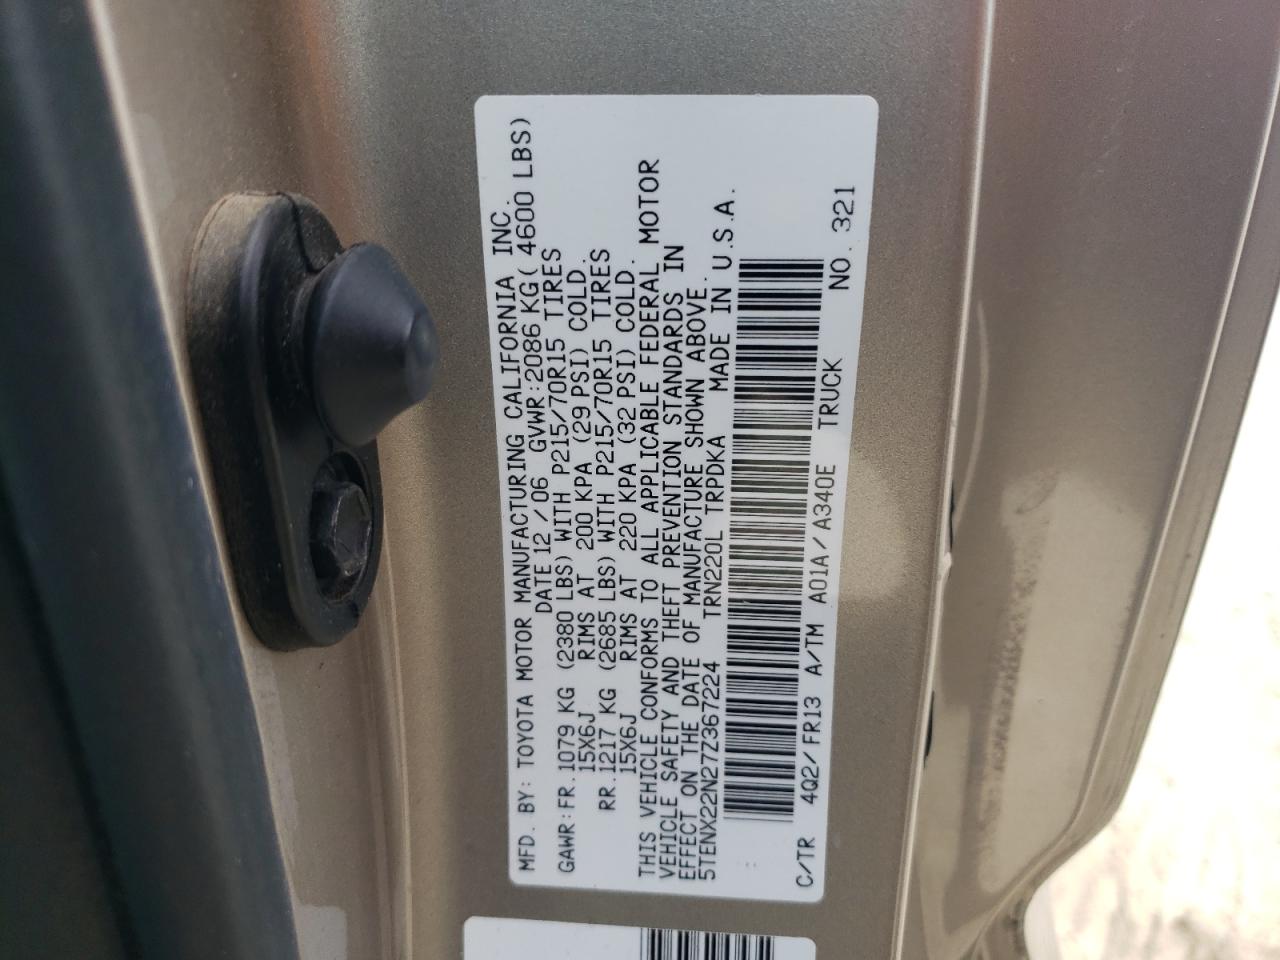 MFD. BY: TOYOTA MOTOR MANUFACTURING CALIFORNIA INC.
DATE 12/06 GVWR:2086 KG( 4600 LBS)
GAWR:FR.1079 KG (2380 LBS) WITH P215/70R15 TIRES
15X6J RIMS AT 200 KPA (29 PSI) COLD.
RR.1217 KG (2685 LBS) WITH P215/70R15 TIRES
15X6J RIMS AT 220 KPA (32 PSI) COLD.
THIS VEHICLE CONFORMS TO ALL APPLICABLE FEDERAL MOTOR
VEHICLE SAFETY AND THEFT PREVENTION STANDARDS IN
EFFECT ON THE DATE OF MANUFACTURE SHOWN ABOVE.
5TENX22N27Z367224 TRN220L TRPDKA MADE IN U.S.A.
C/TR 4Q2/FR13 A/TM A01A/A340E TRUCK NO. 321